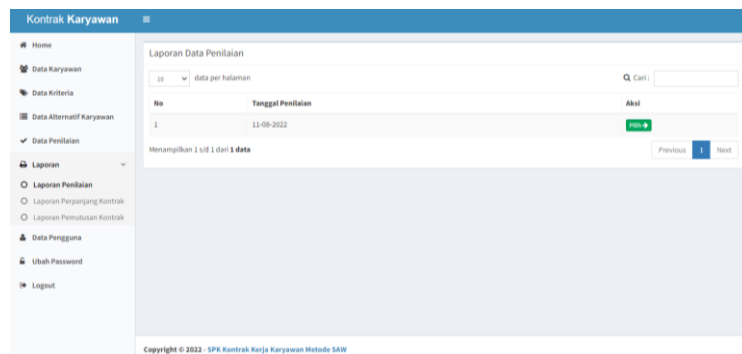 Kontrak Karyawan
Home
Data Karyawan
Data Kriteria
Data Alternatif Karyawan
Data Penilaian
Laporan
Laporan Penilaian
Laporan Perpanjang Kontrak
Laporan Pemutusan Kontrak
Data Pengguna
Ubah Password
Logout
Laporan Data Penilaian
10 data per halaman
Cari :
No Tanggal Penilaian Aksi
1 11-08-2022 Pilih
Menampilkan 1 s/d 1 dari 1 data
Previous 1 Next
Copyright © 2022 - SPK Kontrak Kerja Karyawan Metode SAW